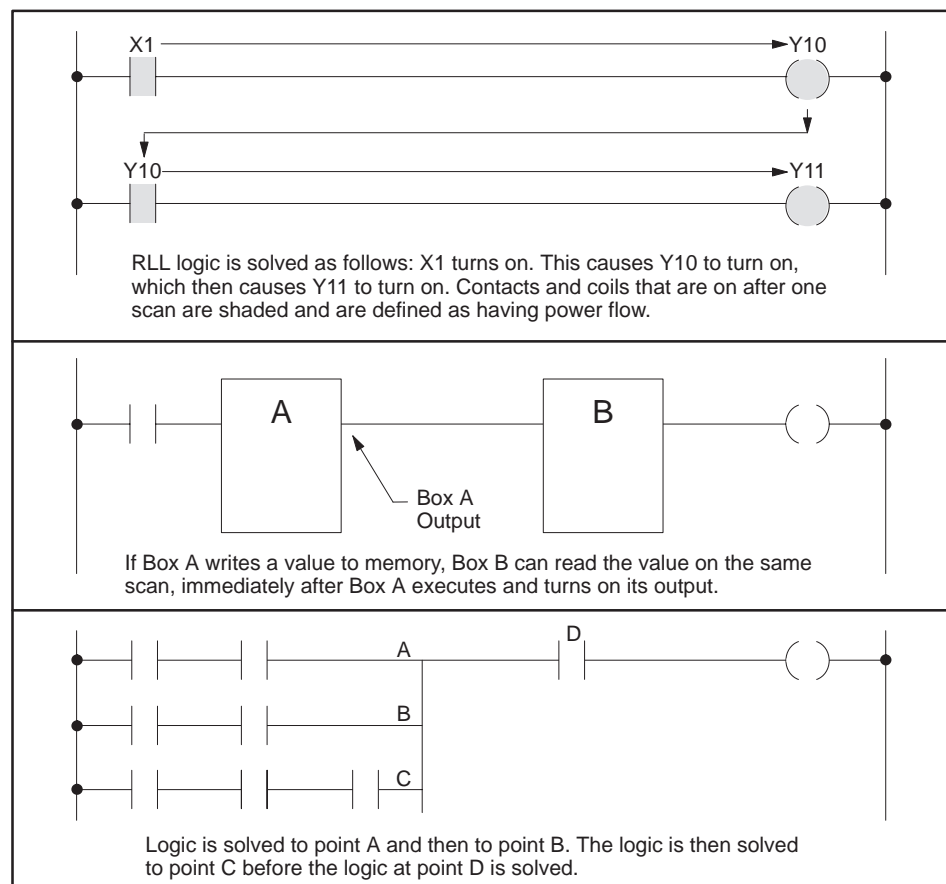 X1
Y10
Y10
Y11
RLL logic is solved as follows: X1 turns on. This causes Y10 to turn on,
which then causes Y11 to turn on. Contacts and coils that are on after one
scan are shaded and are defined as having power flow.
A
B
Box A
Output
If Box A writes a value to memory, Box B can read the value on the same
scan, immediately after Box A executes and turns on its output.
A
D
B
C
Logic is solved to point A and then to point B. The logic is then solved
to point C before the logic at point D is solved.